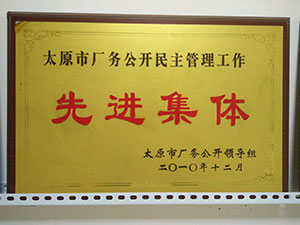 太原市厂务公开民主管理工作
先进集体
太原市厂务公开领导组
二〇一〇年十二月